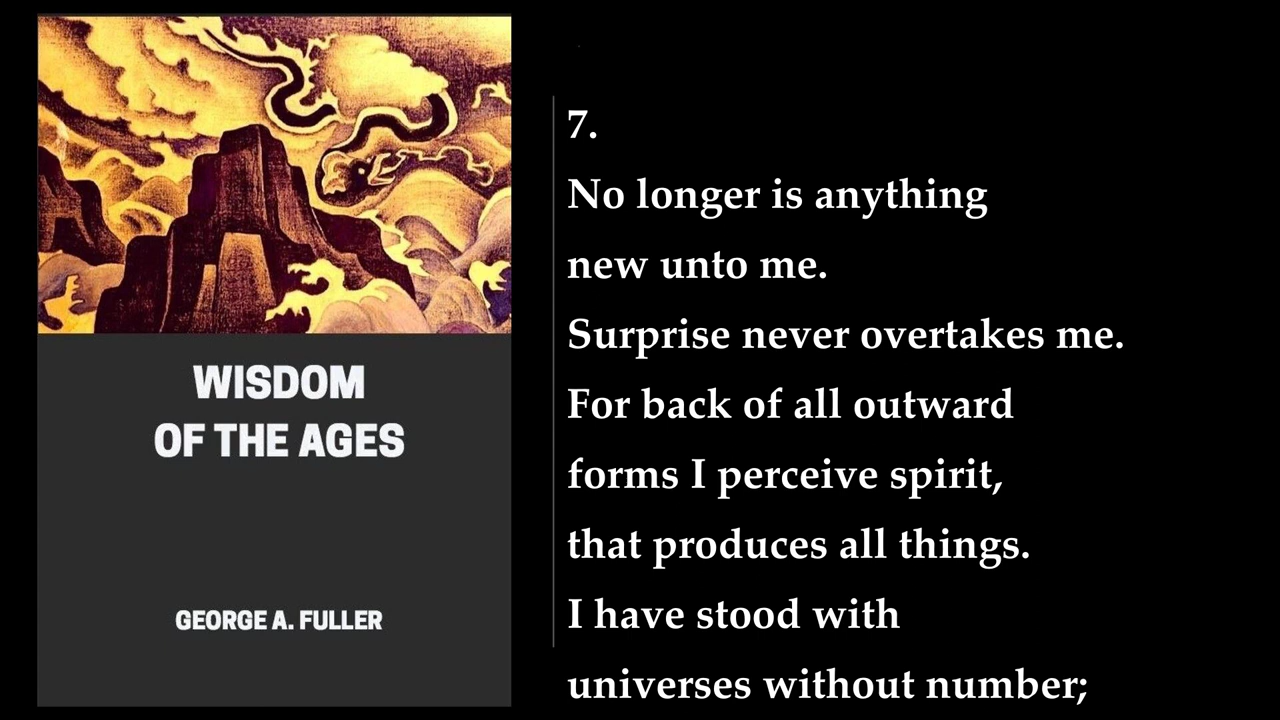 WISDOM
OF THE AGES
GEORGE A. FULLER
7.
No longer is anything
new unto me.
Surprise never overtakes me.
For back of all outward
forms I perceive spirit,
that produces all things.
I have stood with
universes without number;